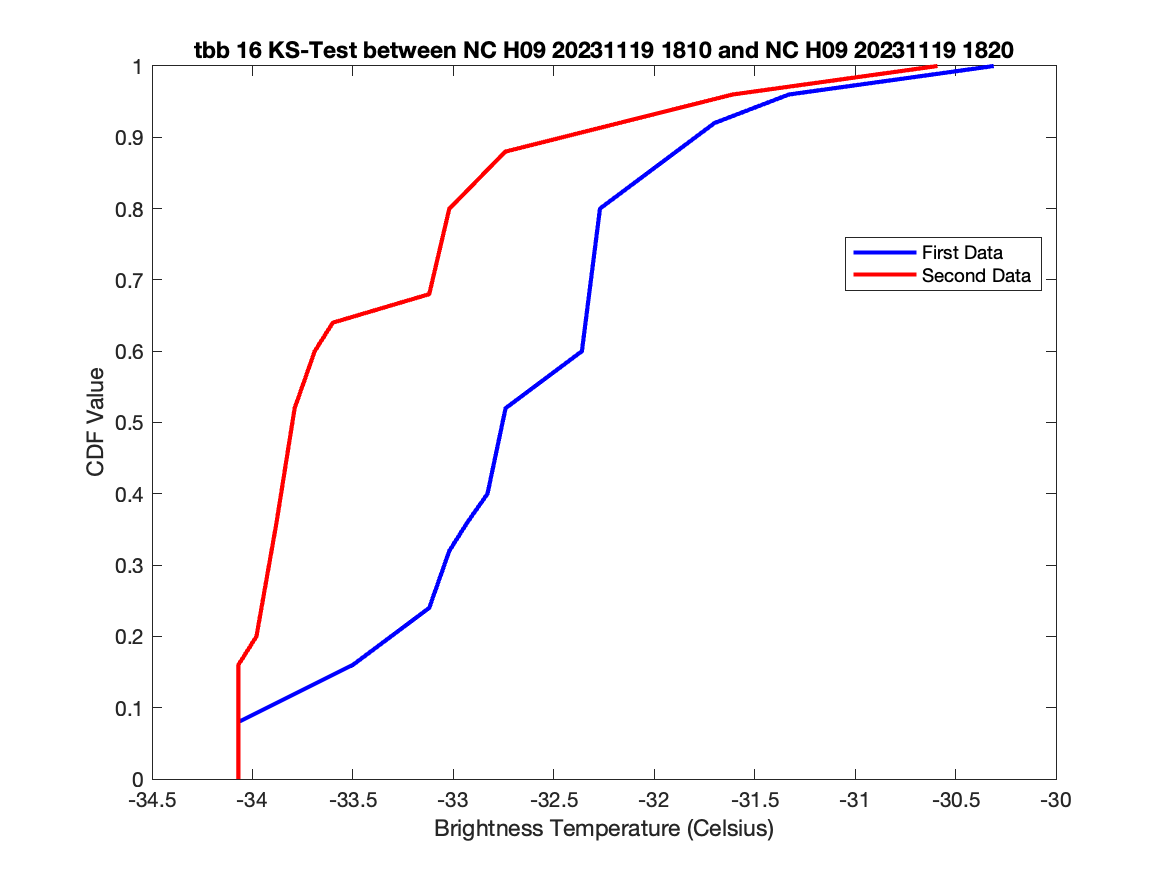 tbb 16 KS-Test between NC H09 20231119 1810 and NC H09 20231119 1820
1
0.9
0.8
0.7
0.6
0.5
0.4
0.3
0.2
0.1
0
CDF Value
First Data
Second Data
-34.5 -34 -33.5 -33 -32.5 -32 -31.5 -31 -30.5 -30
Brightness Temperature (Celsius)